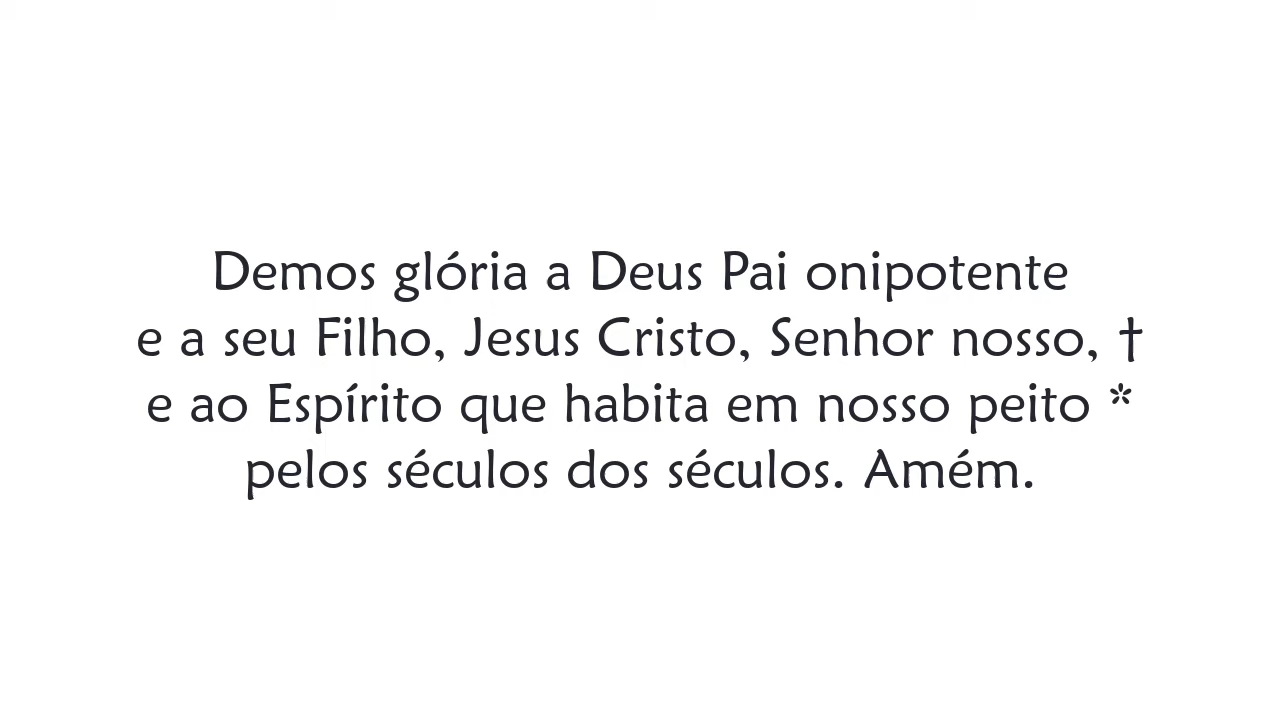 Demos glória a Deus Pai onipotente
e a seu Filho, Jesus Cristo, Senhor nosso, †
e ao Espírito que habita em nosso peito *
pelos séculos dos séculos. Amém.